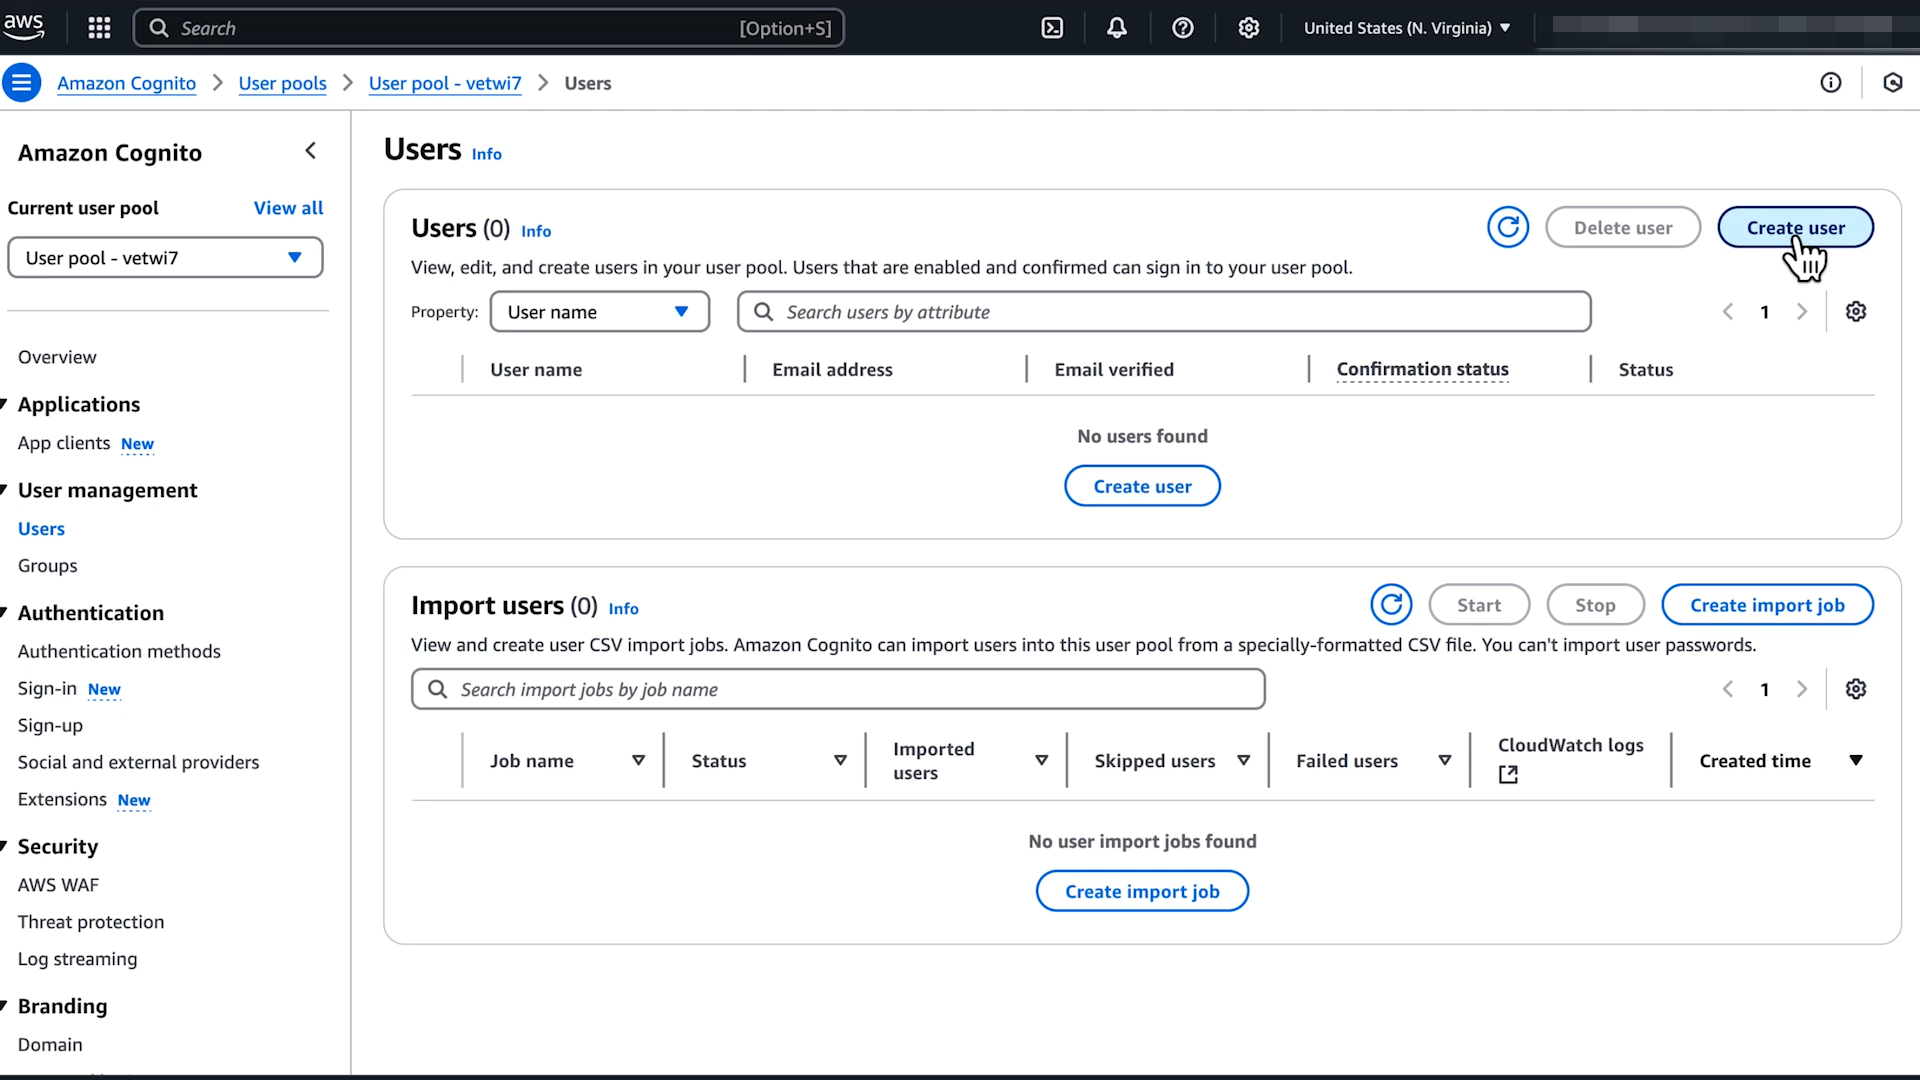 aws
Search
[Option+S]
United States (N. Virginia)
Amazon Cognito
User pools
User pool - vetwi7
Users
Amazon Cognito
Current user pool
View all
User pool - vetwi7
Overview
Applications
App clients New
User management
Users
Groups
Authentication
Authentication methods
Sign-in New
Sign-up
Social and external providers
Extensions New
Security
AWS WAF
Threat protection
Log streaming
Branding
Domain
Users Info
Users (0) Info
Delete user
Create user
View, edit, and create users in your user pool. Users that are enabled and confirmed can sign in to your user pool.
Property:
User name
Search users by attribute
1
User name
Email address
Email verified
Confirmation status
Status
No users found
Create user
Import users (0) Info
Start
Stop
Create import job
View and create user CSV import jobs. Amazon Cognito can import users into this user pool from a specially-formatted CSV file. You can't import user passwords.
Search import jobs by job name
1
Job name
Status
Imported
users
Skipped users
Failed users
CloudWatch logs
Created time
No user import jobs found
Create import job